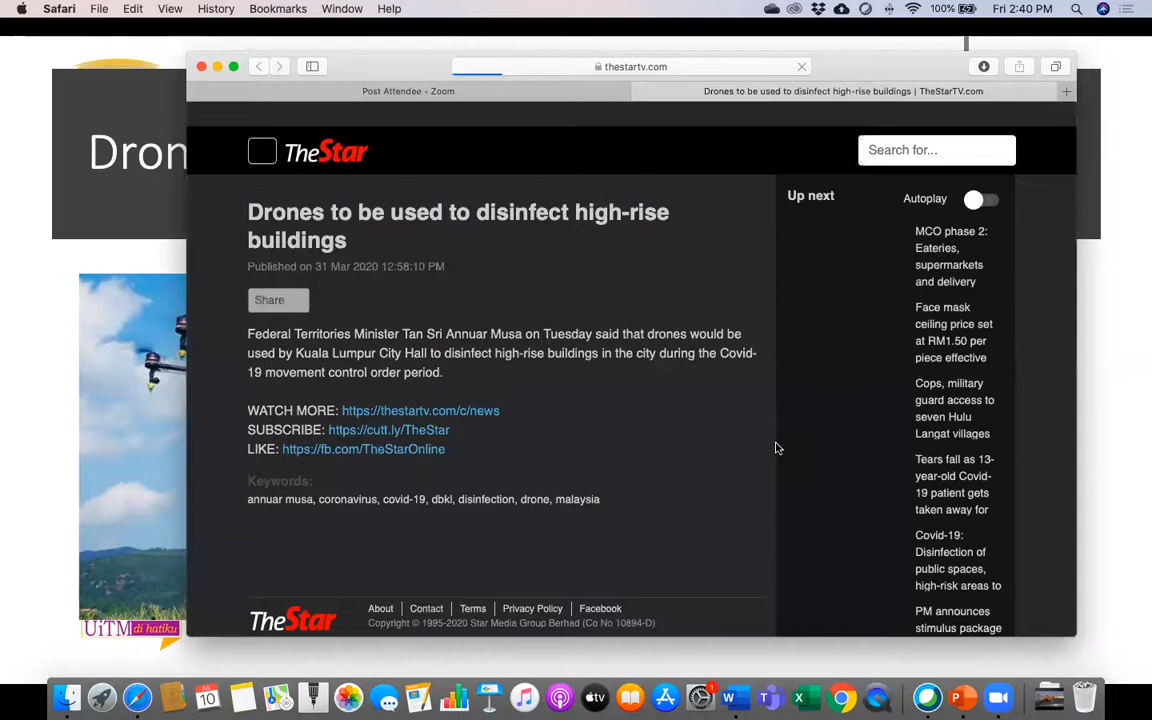 Safari File Edit View History Bookmarks Window Help 100% Fri 2:40 PM
thestartv.com
Post Attendee - Zoom
Drones to be used to disinfect high-rise buildings | TheStarTV.com
Dron
TheStar
Search for...
Drones to be used to disinfect high-rise
buildings
Published on 31 Mar 2020 12:58:10 PM
Share
Federal Territories Minister Tan Sri Annuar Musa on Tuesday said that drones would be
used by Kuala Lumpur City Hall to disinfect high-rise buildings in the city during the Covid-
19 movement control order period.
WATCH MORE: https://thestartv.com/c/news
SUBSCRIBE: https://cutt.ly/TheStar
LIKE: https://fb.com/TheStarOnline
Keywords:
annuar musa, coronavirus, covid-19, dbkl, disinfection, drone, malaysia
Up next
Autoplay
MCO phase 2:
Eateries,
supermarkets
and delivery
Face mask
ceiling price set
at RM1.50 per
piece effective
Cops, military
guard access to
seven Hulu
Langat villages
Tears fall as 13-
year-old Covid-
19 patient gets
taken away for
Covid-19:
Disinfection of
public spaces,
high-risk areas to
PM announces
stimulus package
TheStar
About Contact Terms Privacy Policy Facebook
Copyright © 1995-2020 Star Media Group Berhad (Co No 10894-D)
UiTM di hatiku
10
tv
1